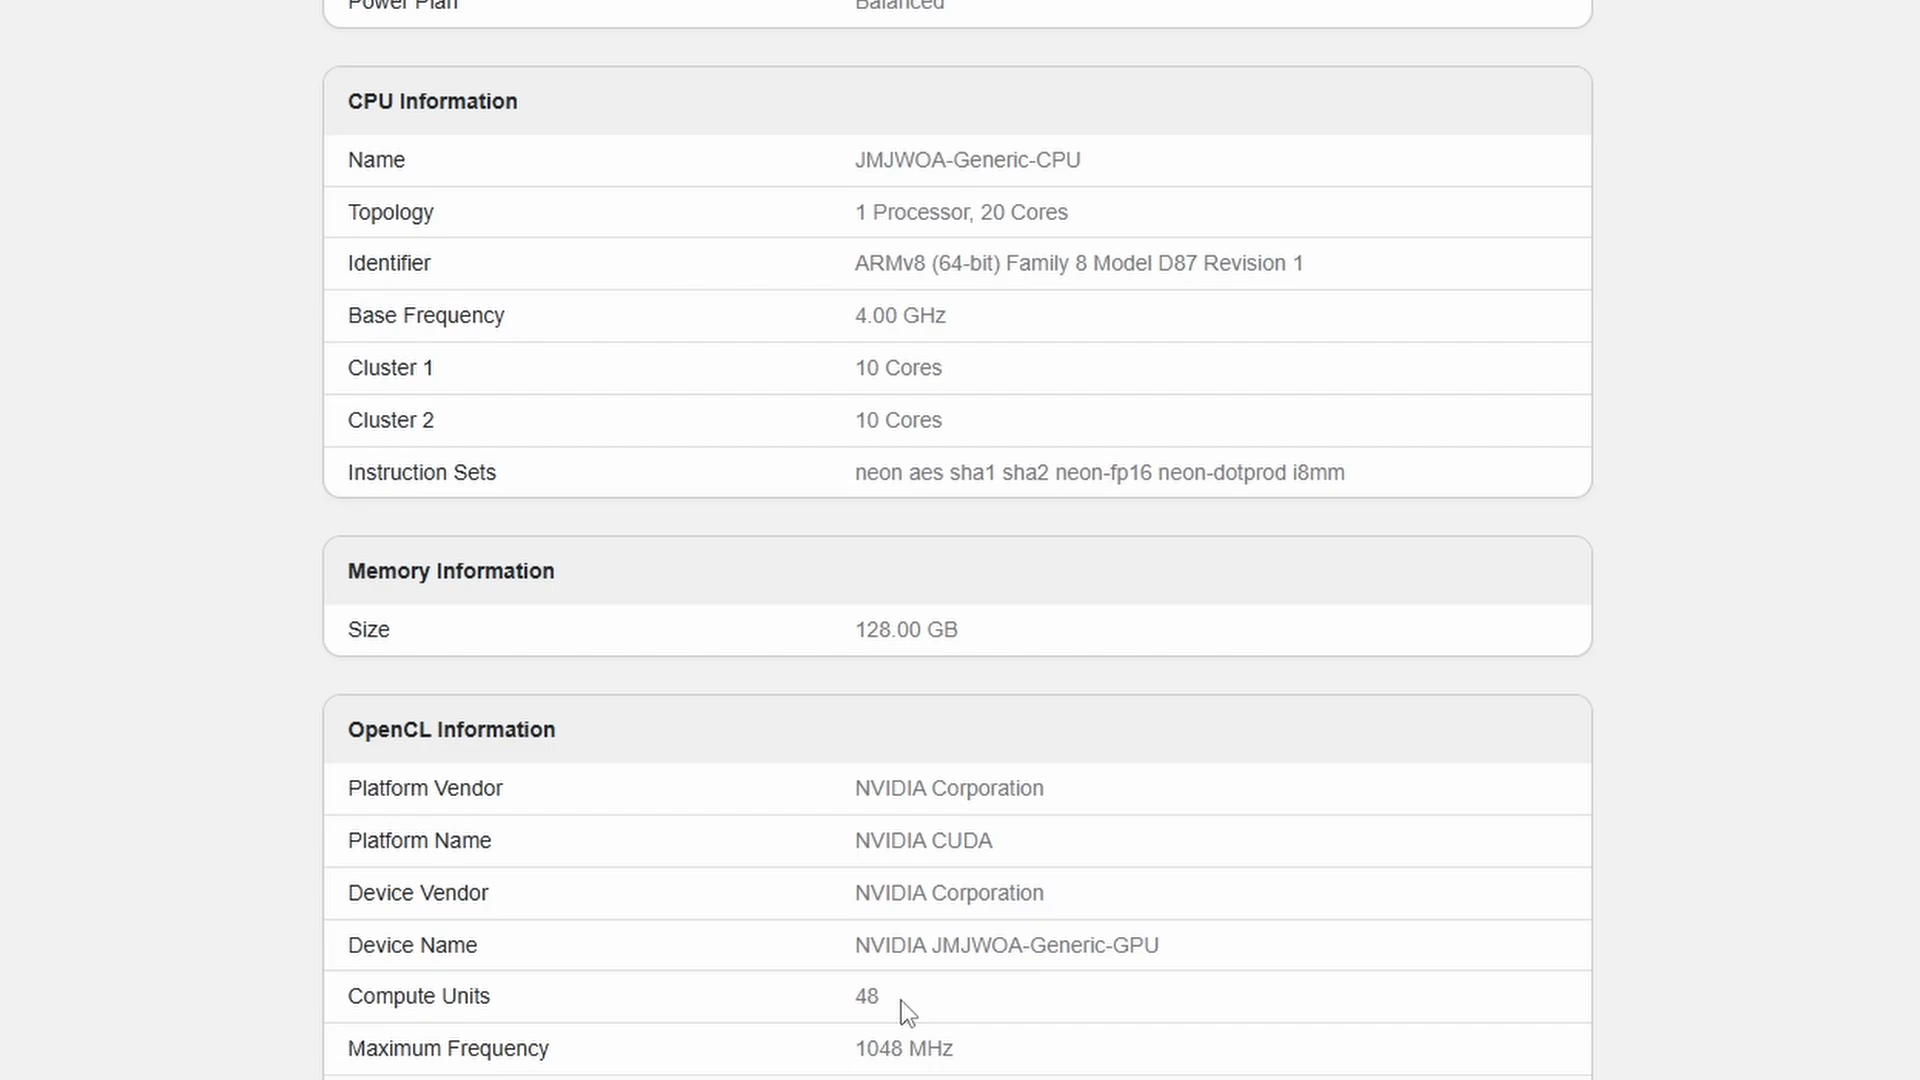 Power Plan Balanced
CPU Information
Name JMJWOA-Generic-CPU
Topology 1 Processor, 20 Cores
Identifier ARMv8 (64-bit) Family 8 Model D87 Revision 1
Base Frequency 4.00 GHz
Cluster 1 10 Cores
Cluster 2 10 Cores
Instruction Sets neon aes sha1 sha2 neon-fp16 neon-dotprod i8mm
Memory Information
Size 128.00 GB
OpenCL Information
Platform Vendor NVIDIA Corporation
Platform Name NVIDIA CUDA
Device Vendor NVIDIA Corporation
Device Name NVIDIA JMJWOA-Generic-GPU
Compute Units 48
Maximum Frequency 1048 MHz